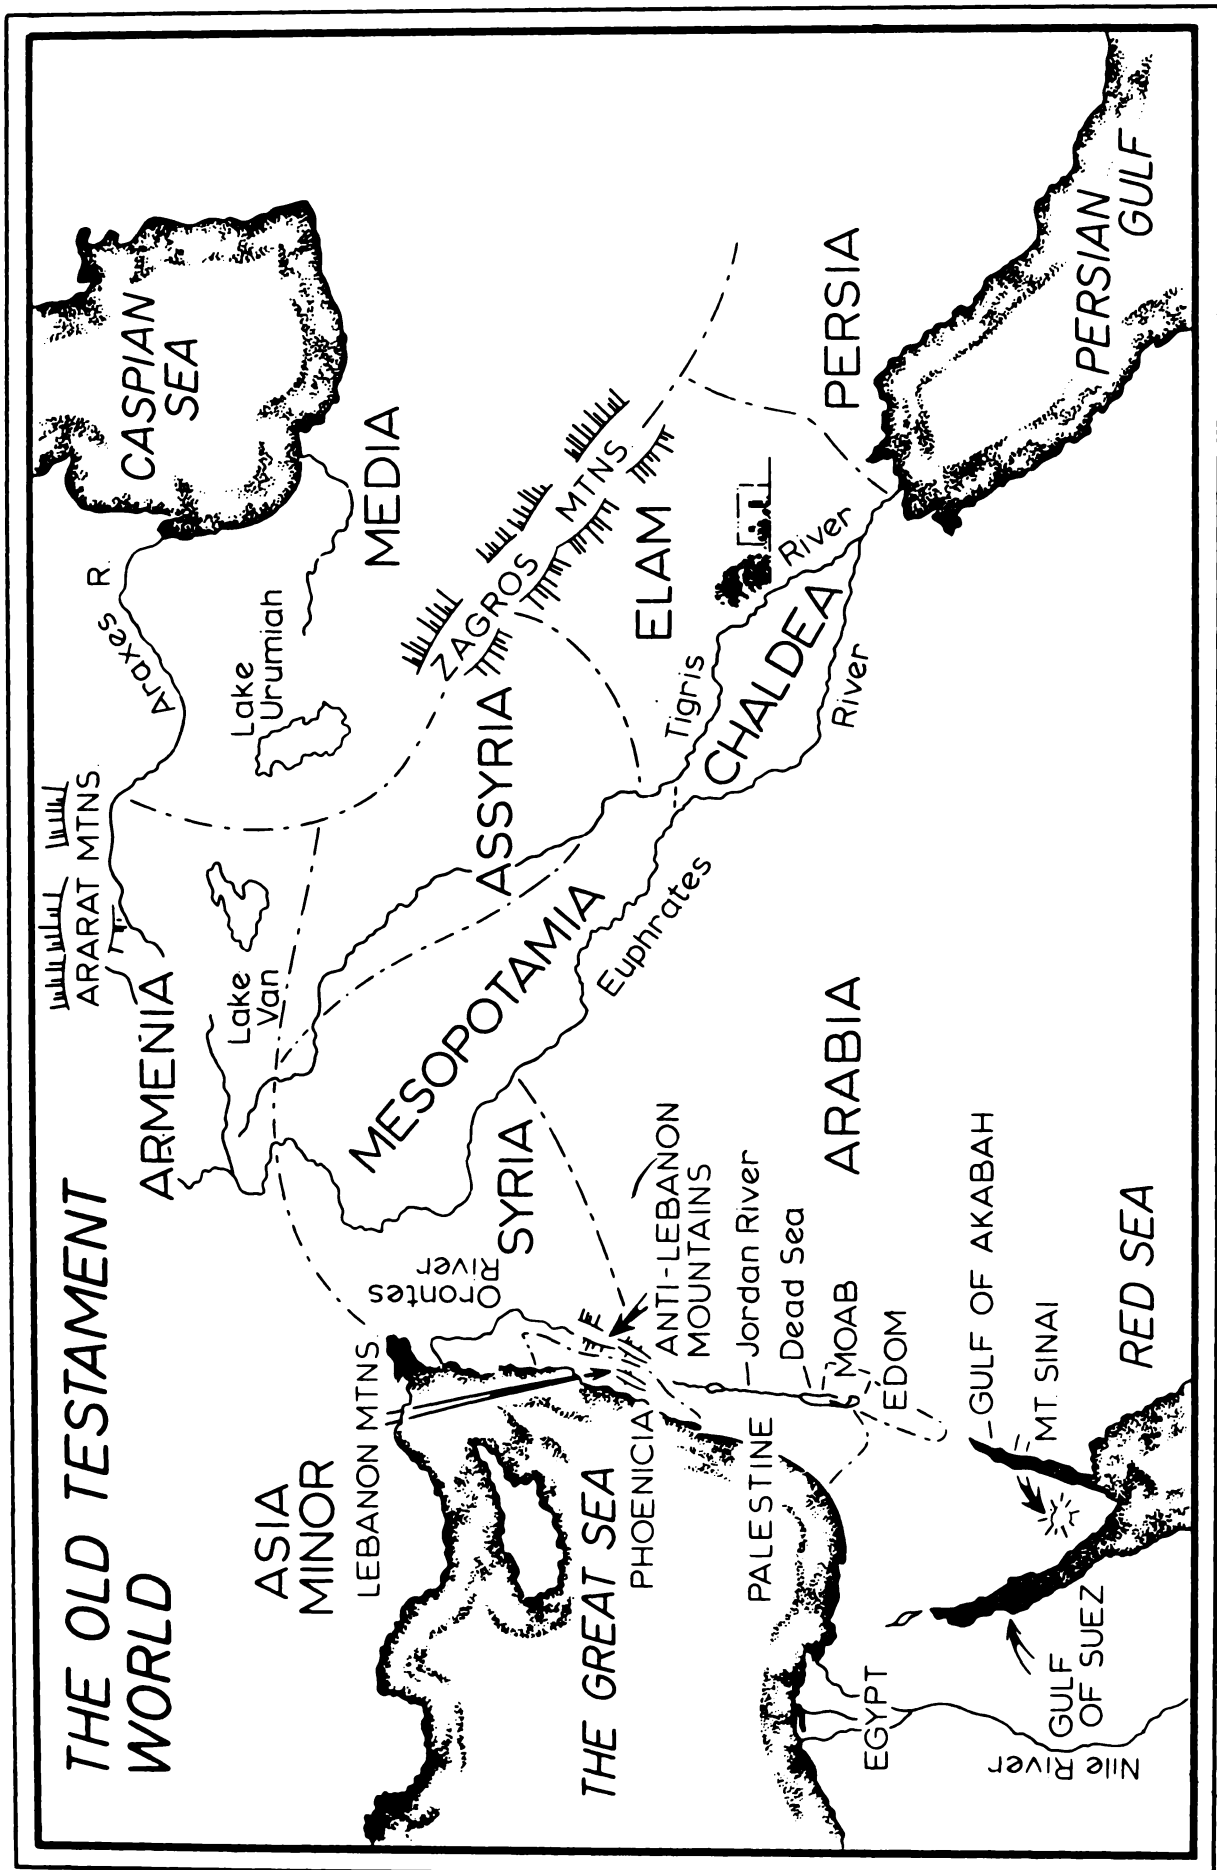 THE OLD TESTAMENT
WORLD
ARARAT MTNS.
Araxes R.
CASPIAN
SEA
ARMENIA
Lake
Van
Lake
Urumiah
MEDIA
ASIA
MINOR
LEBANON MTNS.
Orontes
River
MESOPOTAMIA
ASSYRIA
ZAGROS MTNS.
SYRIA
THE GREAT SEA
PHOENICIA
ANTI-LEBANON
MOUNTAINS
Euphrates
River
Tigris
River
ELAM
CHALDEA
PERSIA
PALESTINE
Jordan River
Dead Sea
MOAB
EDOM
ARABIA
EGYPT
Nile River
GULF
OF SUEZ
MT. SINAI
GULF OF AKABAH
RED SEA
PERSIAN
GULF